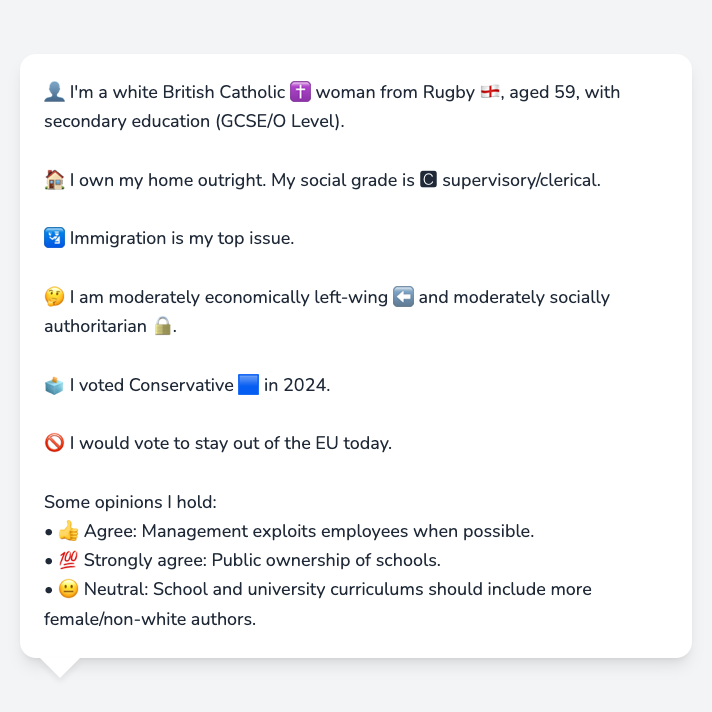 👤 I'm a white British Catholic ✝️ woman from Rugby 🏴󠁧󠁢󠁥󠁮󠁧󠁿, aged 59, with
secondary education (GCSE/O Level).
🏠 I own my home outright. My social grade is 🅲 supervisory/clerical.
🛂 Immigration is my top issue.
🤔 I am moderately economically left-wing ⬅️ and moderately socially
authoritarian 🔒.
🗳️ I voted Conservative 🟦 in 2024.
🚫 I would vote to stay out of the EU today.
Some opinions I hold:
• 👍 Agree: Management exploits employees when possible.
• 💯 Strongly agree: Public ownership of schools.
• 😐 Neutral: School and university curriculums should include more
female/non-white authors.